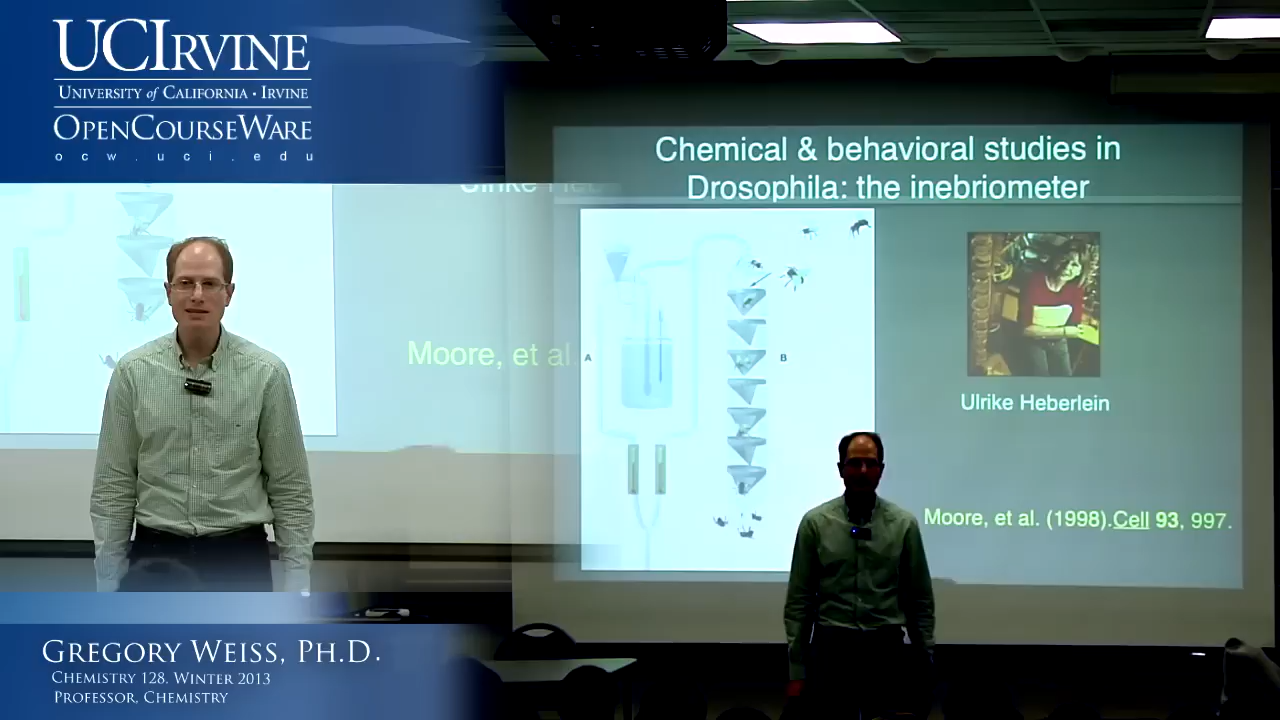 UCIRVINE
UNIVERSITY of CALIFORNIA • IRVINE
OPENCOURSEWARE
ocw.uci.edu
Chemical & behavioral studies in
Drosophila: the inebriometer
A
B
Ulrike Heberlein
Moore, et al. (1998).Cell 93, 997.
Moore, et al
GREGORY WEISS, PH.D.
CHEMISTRY 128. WINTER 2013
PROFESSOR, CHEMISTRY